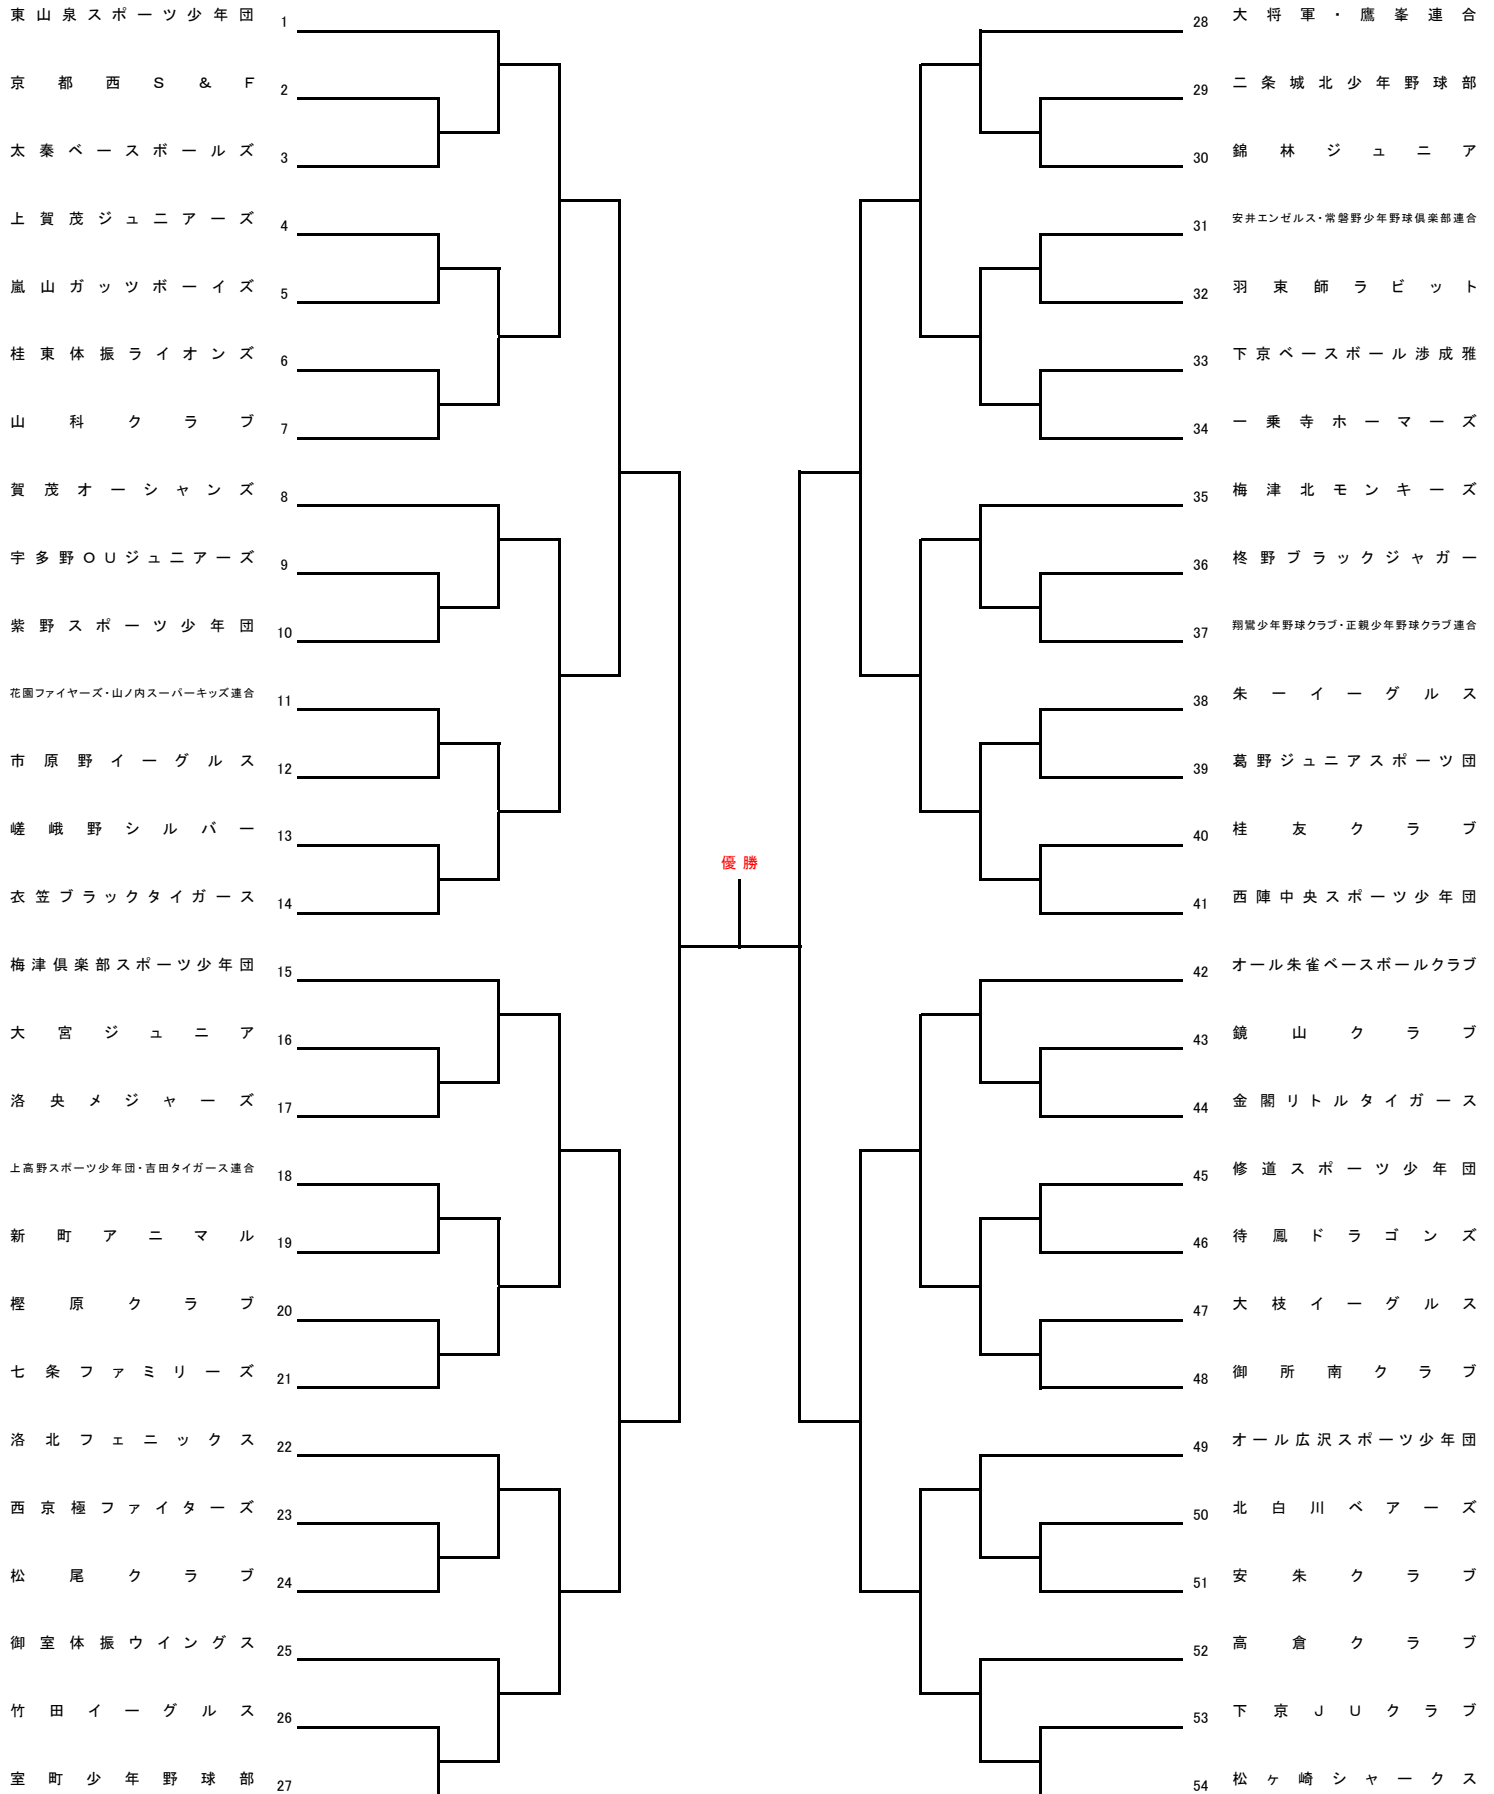 東山泉スポーツ少年団 1
京都西S＆F 2
太秦ベースボールズ 3
上賀茂ジュニアーズ 4
嵐山ガッツボーイズ 5
桂東体振ライオンズ 6
山科クラブ 7
賀茂オーシャンズ 8
宇多野OUジュニアーズ 9
紫野スポーツ少年団 10
花園ファイヤーズ・山ノ内スーパーキッズ連合 11
市原野イーグルス 12
嵯峨野シルバー 13
衣笠ブラックタイガース 14
梅津倶楽部スポーツ少年団 15
大宮ジュニア 16
洛央メジャーズ 17
上高野スポーツ少年団・吉田タイガース連合 18
新町アニマル 19
樫原クラブ 20
七条ファミリーズ 21
洛北フェニックス 22
西京極ファイターズ 23
松尾クラブ 24
御室体振ウイングス 25
竹田イーグルス 26
室町少年野球部 27
優勝
28 大将軍・鷹峯連合
29 二条城北少年野球部
30 錦林ジュニア
31 安井エンゼルス・常磐野少年野球倶楽部連合
32 羽束師ラビット
33 下京ベースボール渉成雅
34 一乗寺ホーマーズ
35 梅津北モンキーズ
36 柊野ブラックジャガー
37 翔鸞少年野球クラブ・正親少年野球クラブ連合
38 朱一イーグルス
39 葛野ジュニアスポーツ団
40 桂友クラブ
41 西陣中央スポーツ少年団
42 オール朱雀ベースボールクラブ
43 鏡山クラブ
44 金閣リトルタイガース
45 修道スポーツ少年団
46 待鳳ドラゴンズ
47 大枝イーグルス
48 御所南クラブ
49 オール広沢スポーツ少年団
50 北白川ベアーズ
51 安朱クラブ
52 高倉クラブ
53 下京JUクラブ
54 松ヶ崎シャークス